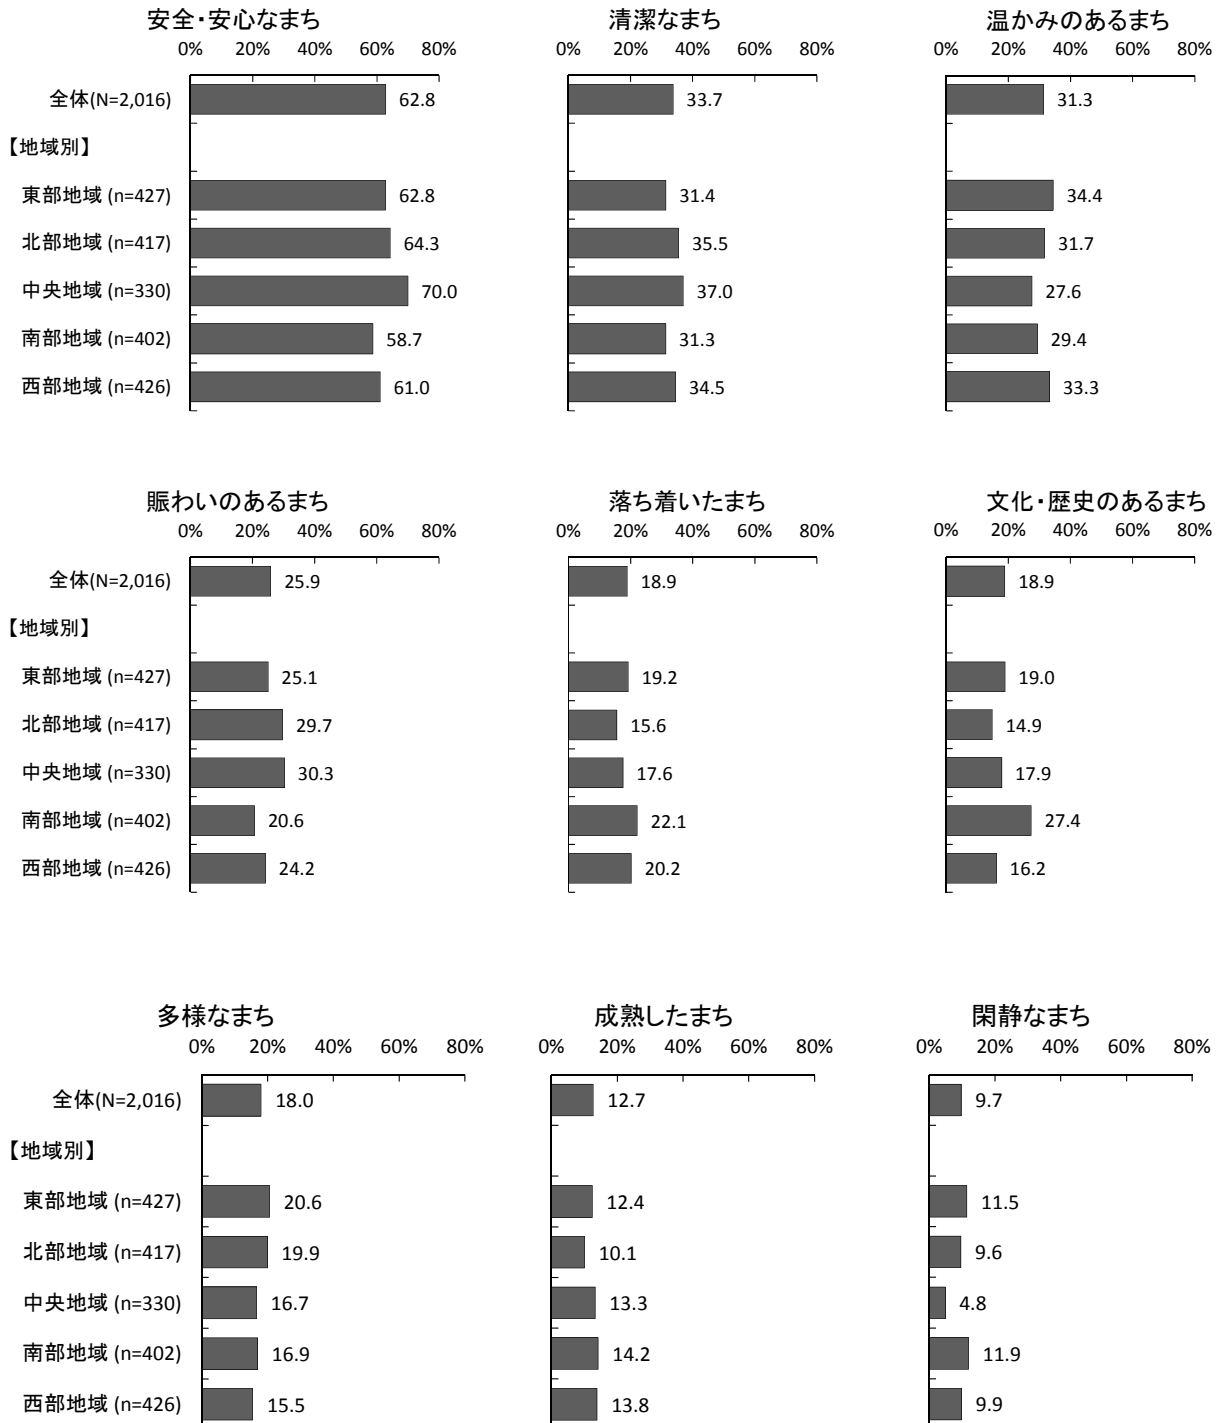 安全・安心なまち 清潔なまち 温かみのあるまち
0% 20% 40% 60% 80% 0% 20% 40% 60% 80% 0% 20% 40% 60% 80%
全体(N=2,016) 62.8 33.7 31.3
【地域別】
東部地域 (n=427) 62.8 31.4 34.4
北部地域 (n=417) 64.3 35.5 31.7
中央地域 (n=330) 70.0 37.0 27.6
南部地域 (n=402) 58.7 31.3 29.4
西部地域 (n=426) 61.0 34.5 33.3
賑わいのあるまち 落ち着いたまち 文化・歴史のあるまち
0% 20% 40% 60% 80% 0% 20% 40% 60% 80% 0% 20% 40% 60% 80%
全体(N=2,016) 25.9 18.9 18.9
【地域別】
東部地域 (n=427) 25.1 19.2 19.0
北部地域 (n=417) 29.7 15.6 14.9
中央地域 (n=330) 30.3 17.6 17.9
南部地域 (n=402) 20.6 22.1 27.4
西部地域 (n=426) 24.2 20.2 16.2
多様なまち 成熟したまち 閑静なまち
0% 20% 40% 60% 80% 0% 20% 40% 60% 80% 0% 20% 40% 60% 80%
全体(N=2,016) 18.0 12.7 9.7
【地域別】
東部地域 (n=427) 20.6 12.4 11.5
北部地域 (n=417) 19.9 10.1 9.6
中央地域 (n=330) 16.7 13.3 4.8
南部地域 (n=402) 16.9 14.2 11.9
西部地域 (n=426) 15.5 13.8 9.9